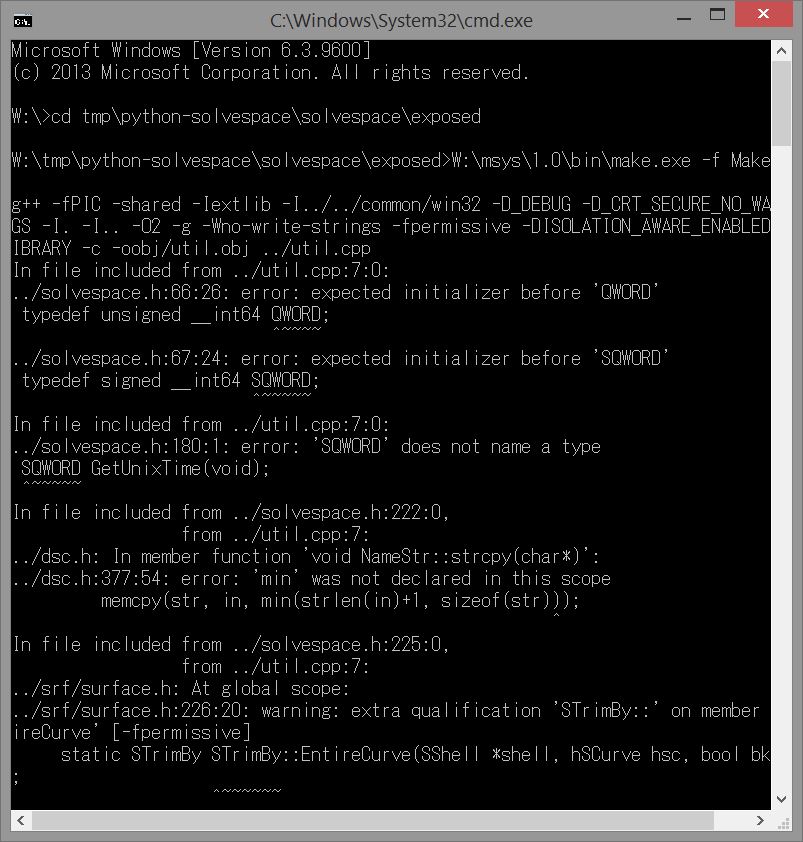 C:\Windows\System32\cmd.exe
Microsoft Windows [Version 6.3.9600]
(c) 2013 Microsoft Corporation. All rights reserved.
W:\>cd tmp\python-solvespace\solvespace\exposed
W:\tmp\python-solvespace\solvespace\exposed>W:\msys\1.0\bin\make.exe -f Make
g++ -fPIC -shared -Iextlib -I../../common/win32 -D_DEBUG -D_CRT_SECURE_NO_WA
GS -I. -I.. -O2 -g -Wno-write-strings -fpermissive -DISOLATION_AWARE_ENABLED
IBRARY -c -oobj/util.obj ../util.cpp
In file included from ../util.cpp:7:0:
../solvespace.h:66:26: error: expected initializer before 'QWORD'
 typedef unsigned __int64 QWORD;
                          ^~~~~
../solvespace.h:67:24: error: expected initializer before 'SQWORD'
 typedef signed __int64 SQWORD;
                        ^~~~~~
In file included from ../util.cpp:7:0:
../solvespace.h:180:1: error: 'SQWORD' does not name a type
 SQWORD GetUnixTime(void);
 ^~~~~~
In file included from ../solvespace.h:222:0,
                 from ../util.cpp:7:
../dsc.h: In member function 'void NameStr::strcpy(char*)':
../dsc.h:377:54: error: 'min' was not declared in this scope
         memcpy(str, in, min(strlen(in)+1, sizeof(str)));
                                                      ^
In file included from ../solvespace.h:225:0,
                 from ../util.cpp:7:
../srf/surface.h: At global scope:
../srf/surface.h:226:20: warning: extra qualification 'STrimBy::' on member
ireCurve' [-fpermissive]
     static STrimBy STrimBy::EntireCurve(SShell *shell, hSCurve hsc, bool bk
;
                    ^~~~~~~